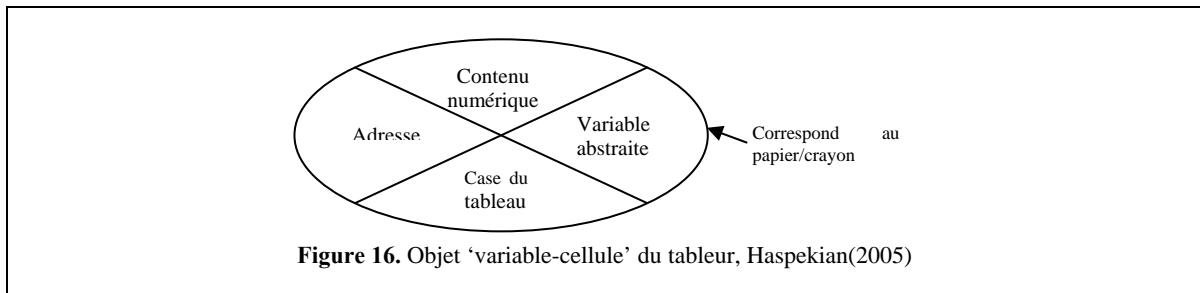 Contenu
numérique
Adresse
Variable
abstraite
Correspond au
papier/crayon
Case du
tableau
Figure 16. Objet ‘variable-cellule’ du tableur, Haspekian(2005)